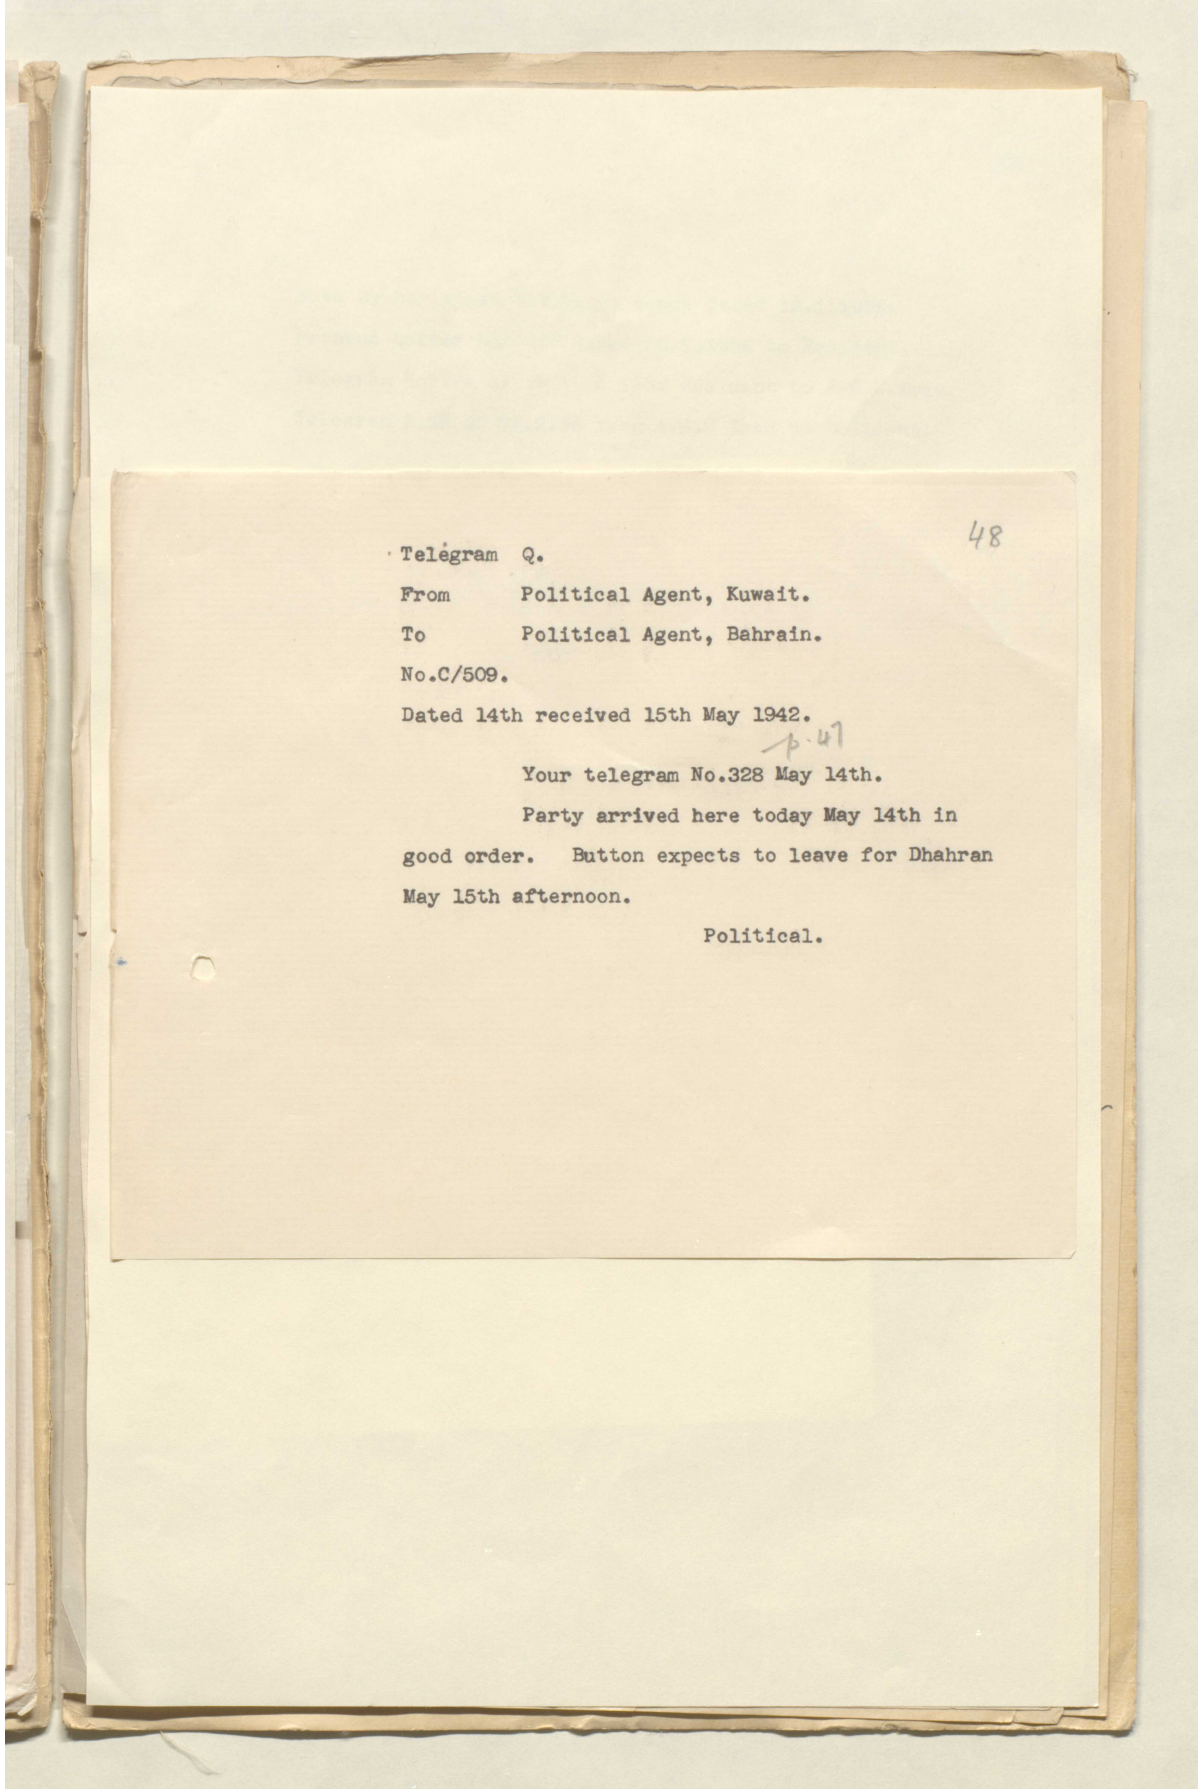 48
Telegram Q.
From Political Agent, Kuwait.
To Political Agent, Bahrain.
No.C/509.
Dated 14th received 15th May 1942.
p.47
Your telegram No.328 May 14th.
Party arrived here today May 14th in
good order. Button expects to leave for Dhahran
May 15th afternoon.
Political.